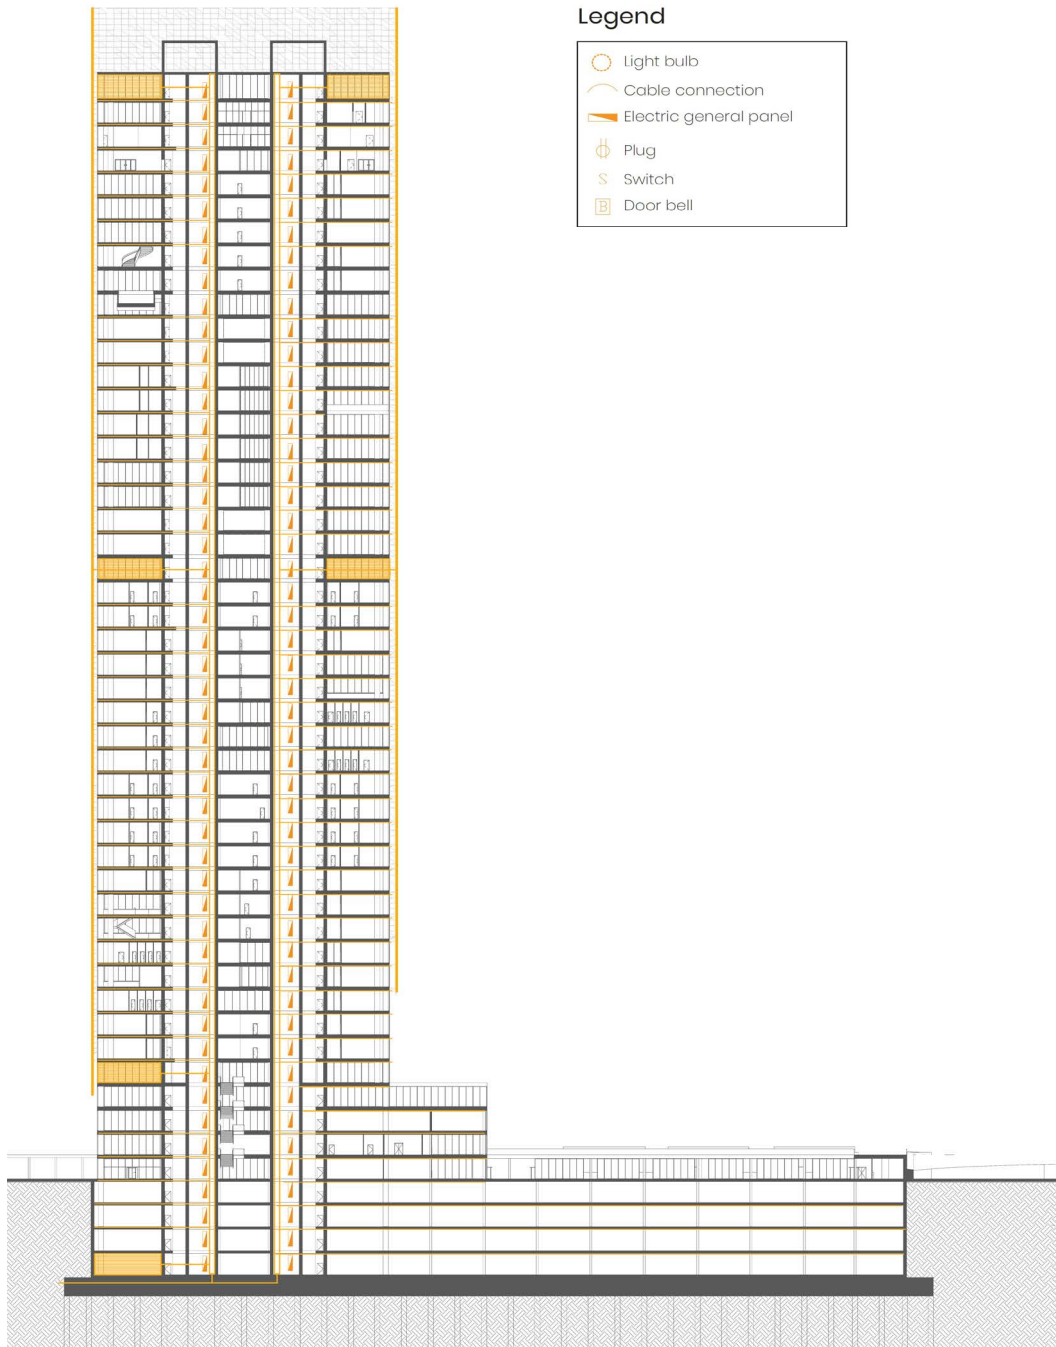 Legend
Light bulb
Cable connection
Electric general panel
Plug
S Switch
B Door bell